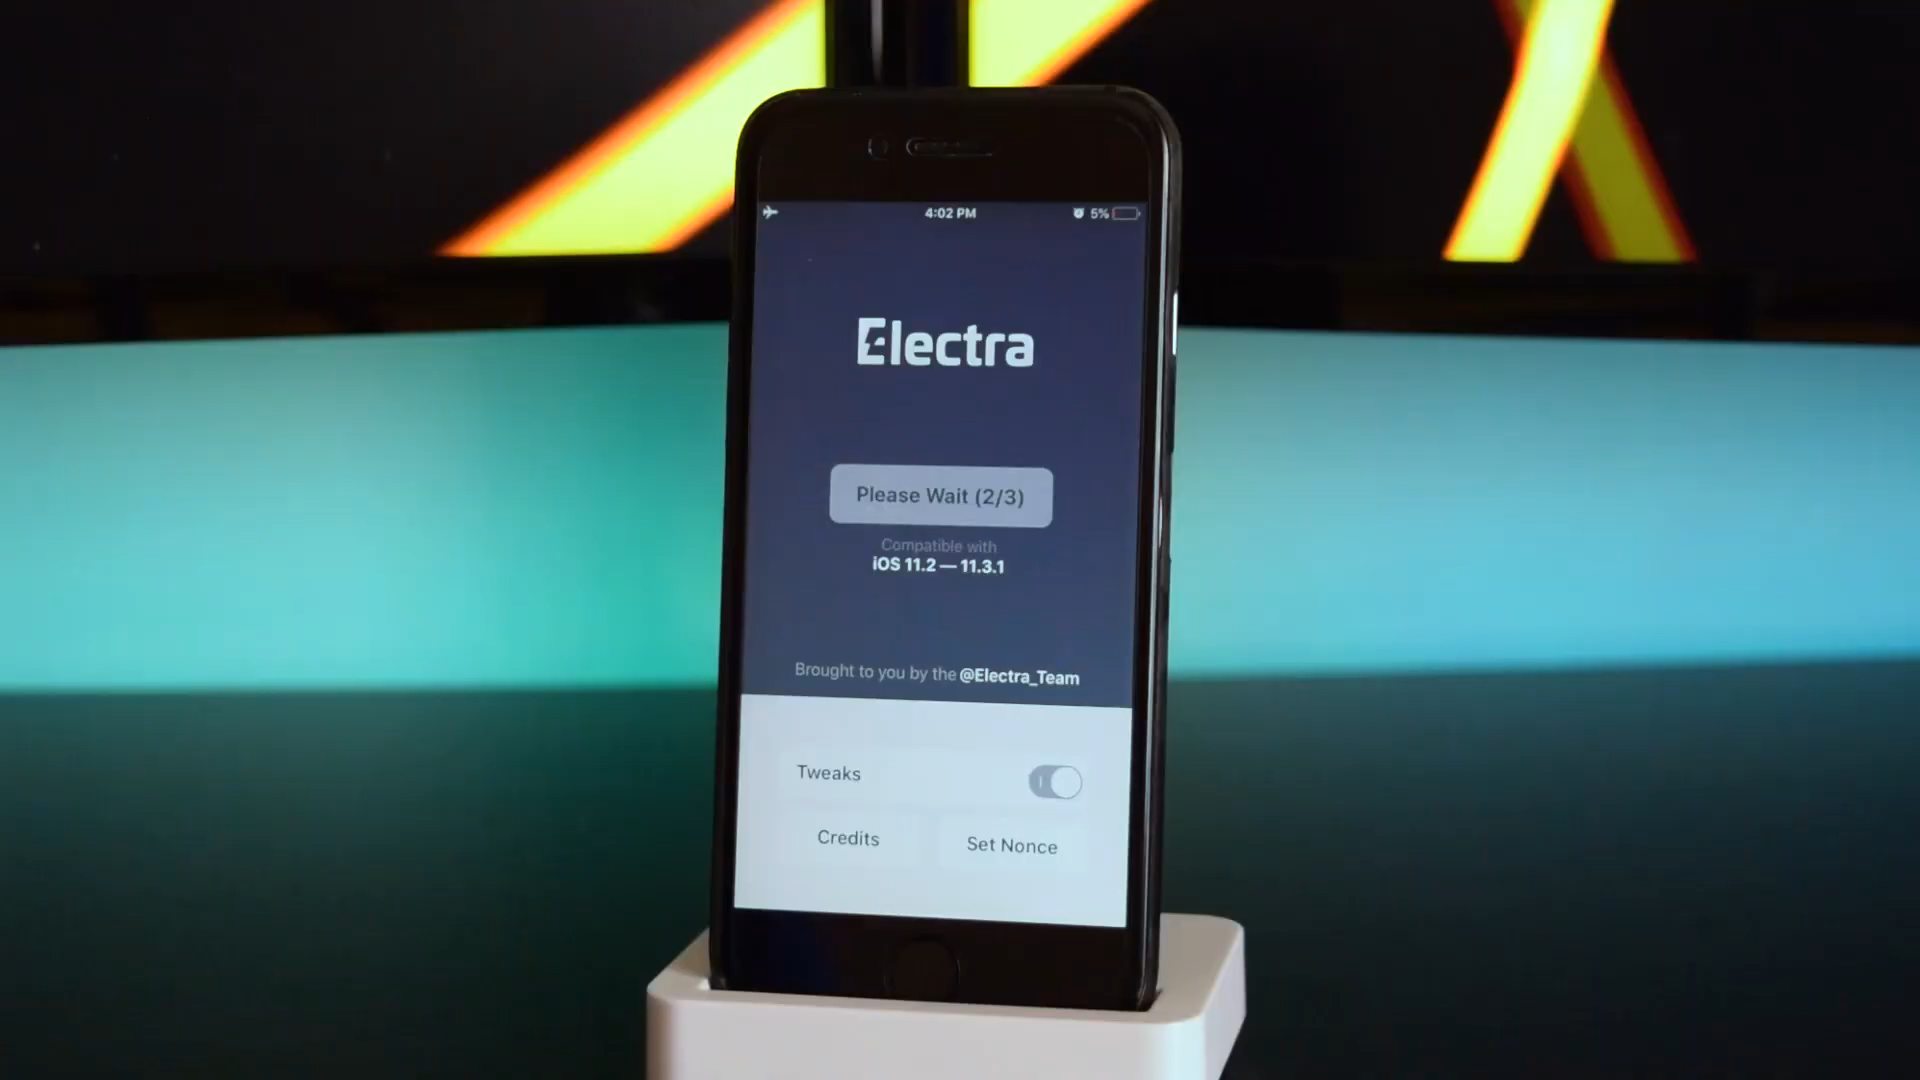 4:02 PM
5%
Electra
Please Wait (2/3)
Compatible with
iOS 11.2 — 11.3.1
Brought to you by the @Electra_Team
Tweaks
Credits
Set Nonce